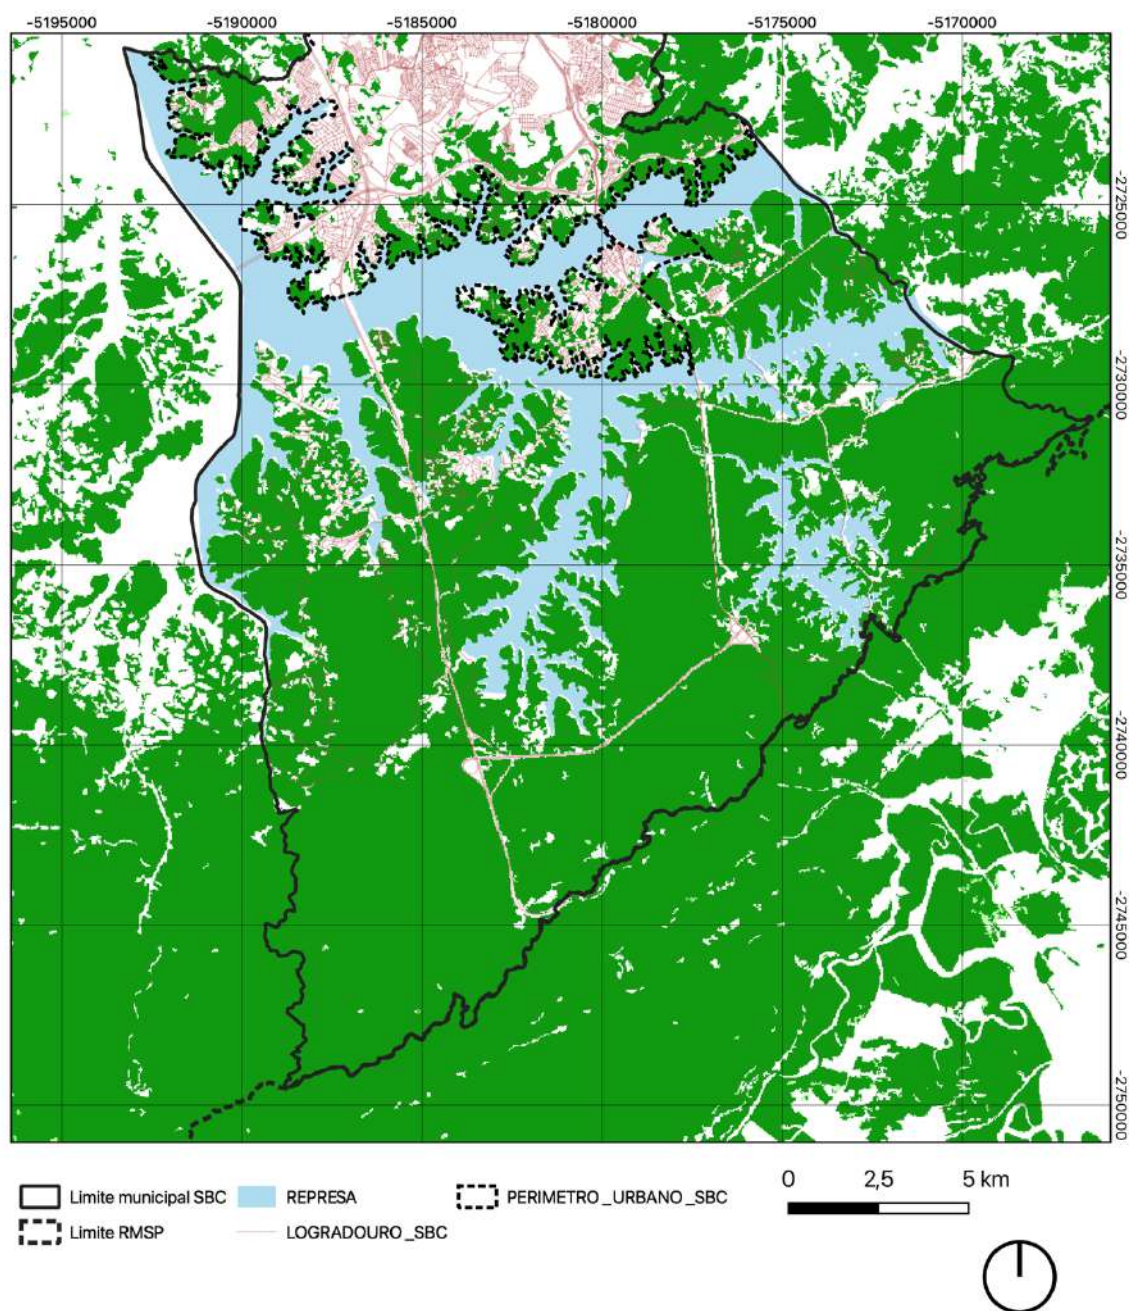 -5195000 -5190000 -5185000 -5180000 -5175000 -5170000
-2725000
-2730000
-2735000
-2740000
-2745000
-2750000
Limite municipal SBC REPRESA PERIMETRO_URBANO_SBC 0 2,5 5 km
Limite RMSP LOGRADOURO_SBC